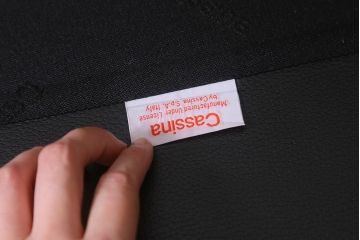 Cassina
Manufactured Under License
by Cassina S.p.A. Italy